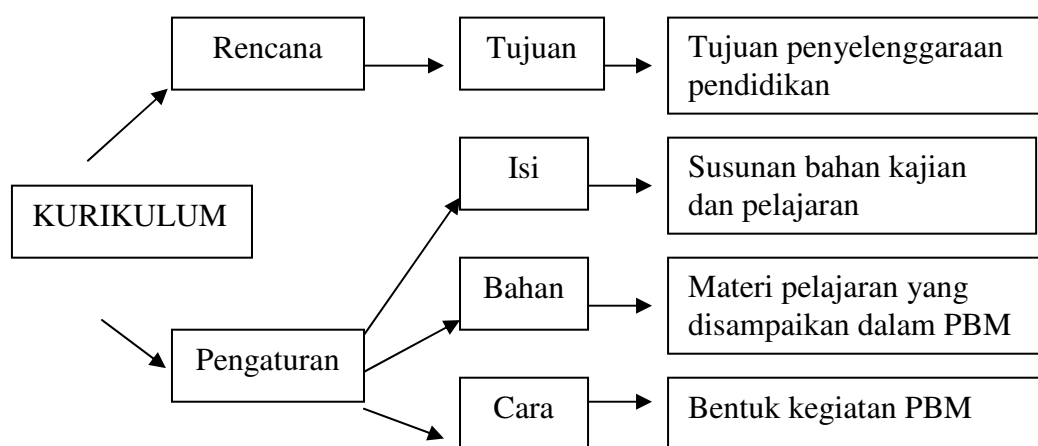 Rencana
Tujuan
Tujuan penyelenggaraan
pendidikan
KURIKULUM
Isi
Susunan bahan kajian
dan pelajaran
Bahan
Materi pelajaran yang
disampaikan dalam PBM
Pengaturan
Cara
Bentuk kegiatan PBM